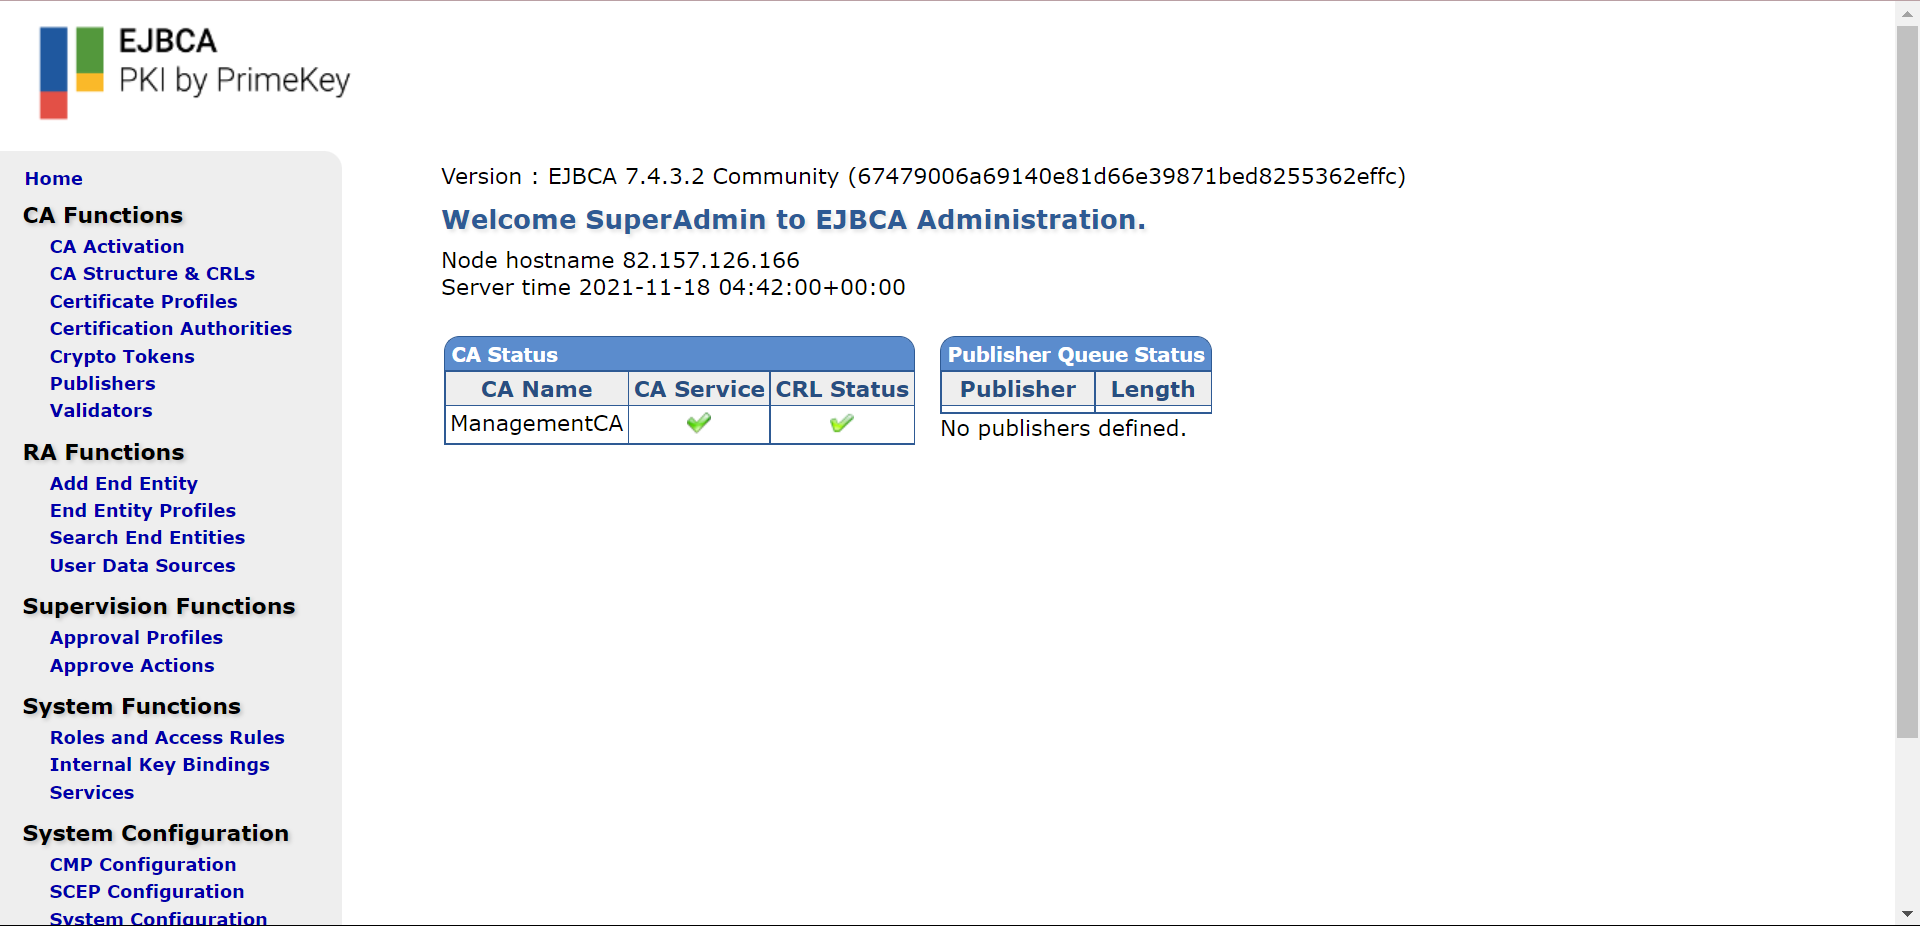 EJBCA
PKI by PrimeKey
Home
CA Functions
CA Activation
CA Structure & CRLs
Certificate Profiles
Certification Authorities
Crypto Tokens
Publishers
Validators
RA Functions
Add End Entity
End Entity Profiles
Search End Entities
User Data Sources
Supervision Functions
Approval Profiles
Approve Actions
System Functions
Roles and Access Rules
Internal Key Bindings
Services
System Configuration
CMP Configuration
SCEP Configuration
System Configuration
Version : EJBCA 7.4.3.2 Community (67479006a69140e81d66e39871bed8255362effc)
Welcome SuperAdmin to EJBCA Administration.
Node hostname 82.157.126.166
Server time 2021-11-18 04:42:00+00:00
CA Status
CA Name CA Service CRL Status
ManagementCA
Publisher Queue Status
Publisher Length
No publishers defined.